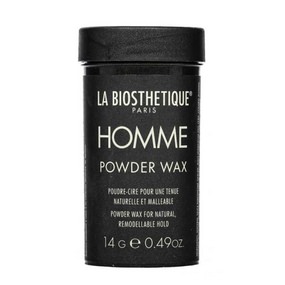 LA BIOSTHETIQUE®
PARIS
HOMME
POWDER WAX
POUDRE-CIRE POUR UNE TENUE
NATURELLE ET MALLEABLE
POWDER WAX FOR NATURAL,
REMODELLABLE HOLD
14 G ℮ 0.49OZ.